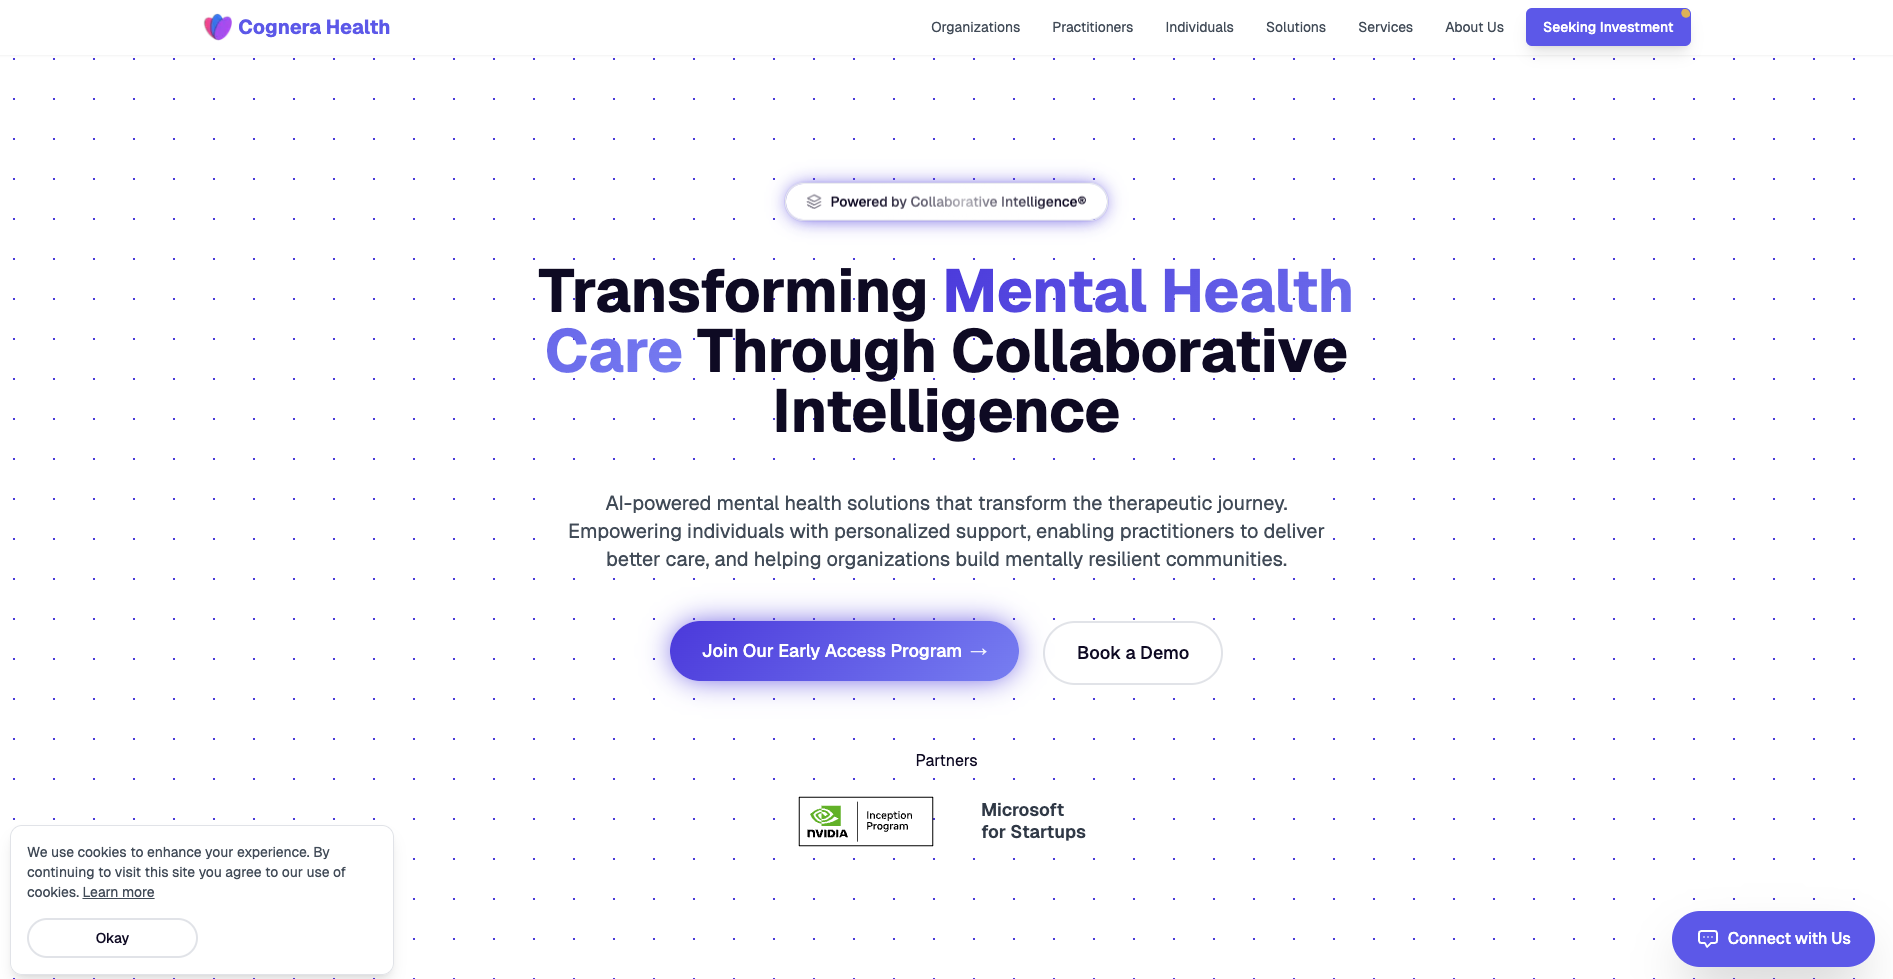 Cognera Health
Organizations
Practitioners
Individuals
Solutions
Services
About Us
Seeking Investment
Powered by Collaborative Intelligence®
Transforming Mental Health
Care Through Collaborative
Intelligence
AI-powered mental health solutions that transform the therapeutic journey.
Empowering individuals with personalized support, enabling practitioners to deliver
better care, and helping organizations build mentally resilient communities.
Join Our Early Access Program →
Book a Demo
Partners
NVIDIA
Inception
Program
Microsoft
for Startups
We use cookies to enhance your experience. By
continuing to visit this site you agree to our use of
cookies. Learn more
Okay
Connect with Us